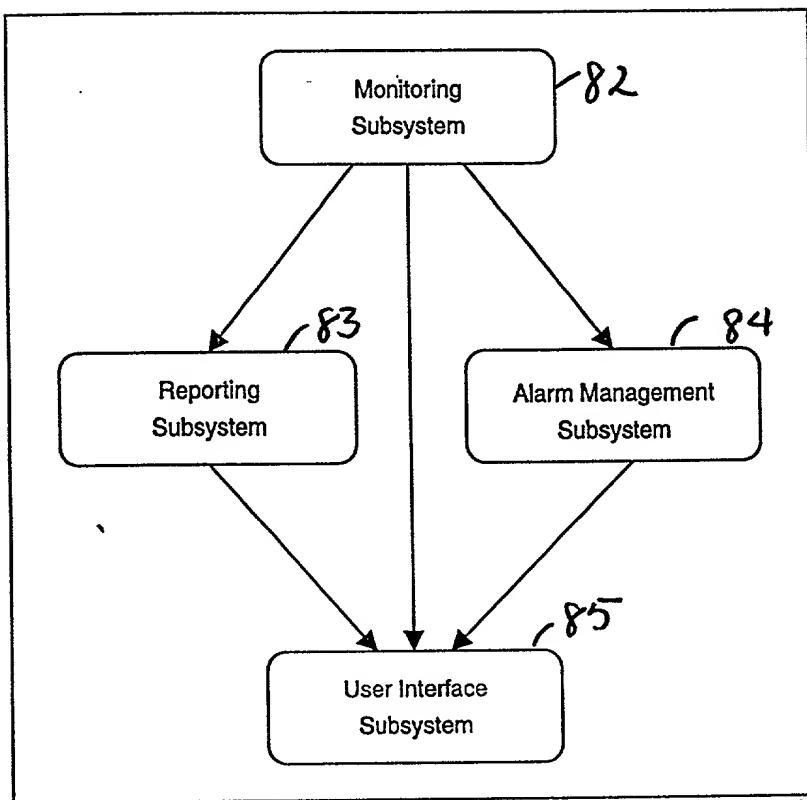 Monitoring
Subsystem
82
83
84
Reporting
Subsystem
Alarm Management
Subsystem
85
User Interface
Subsystem